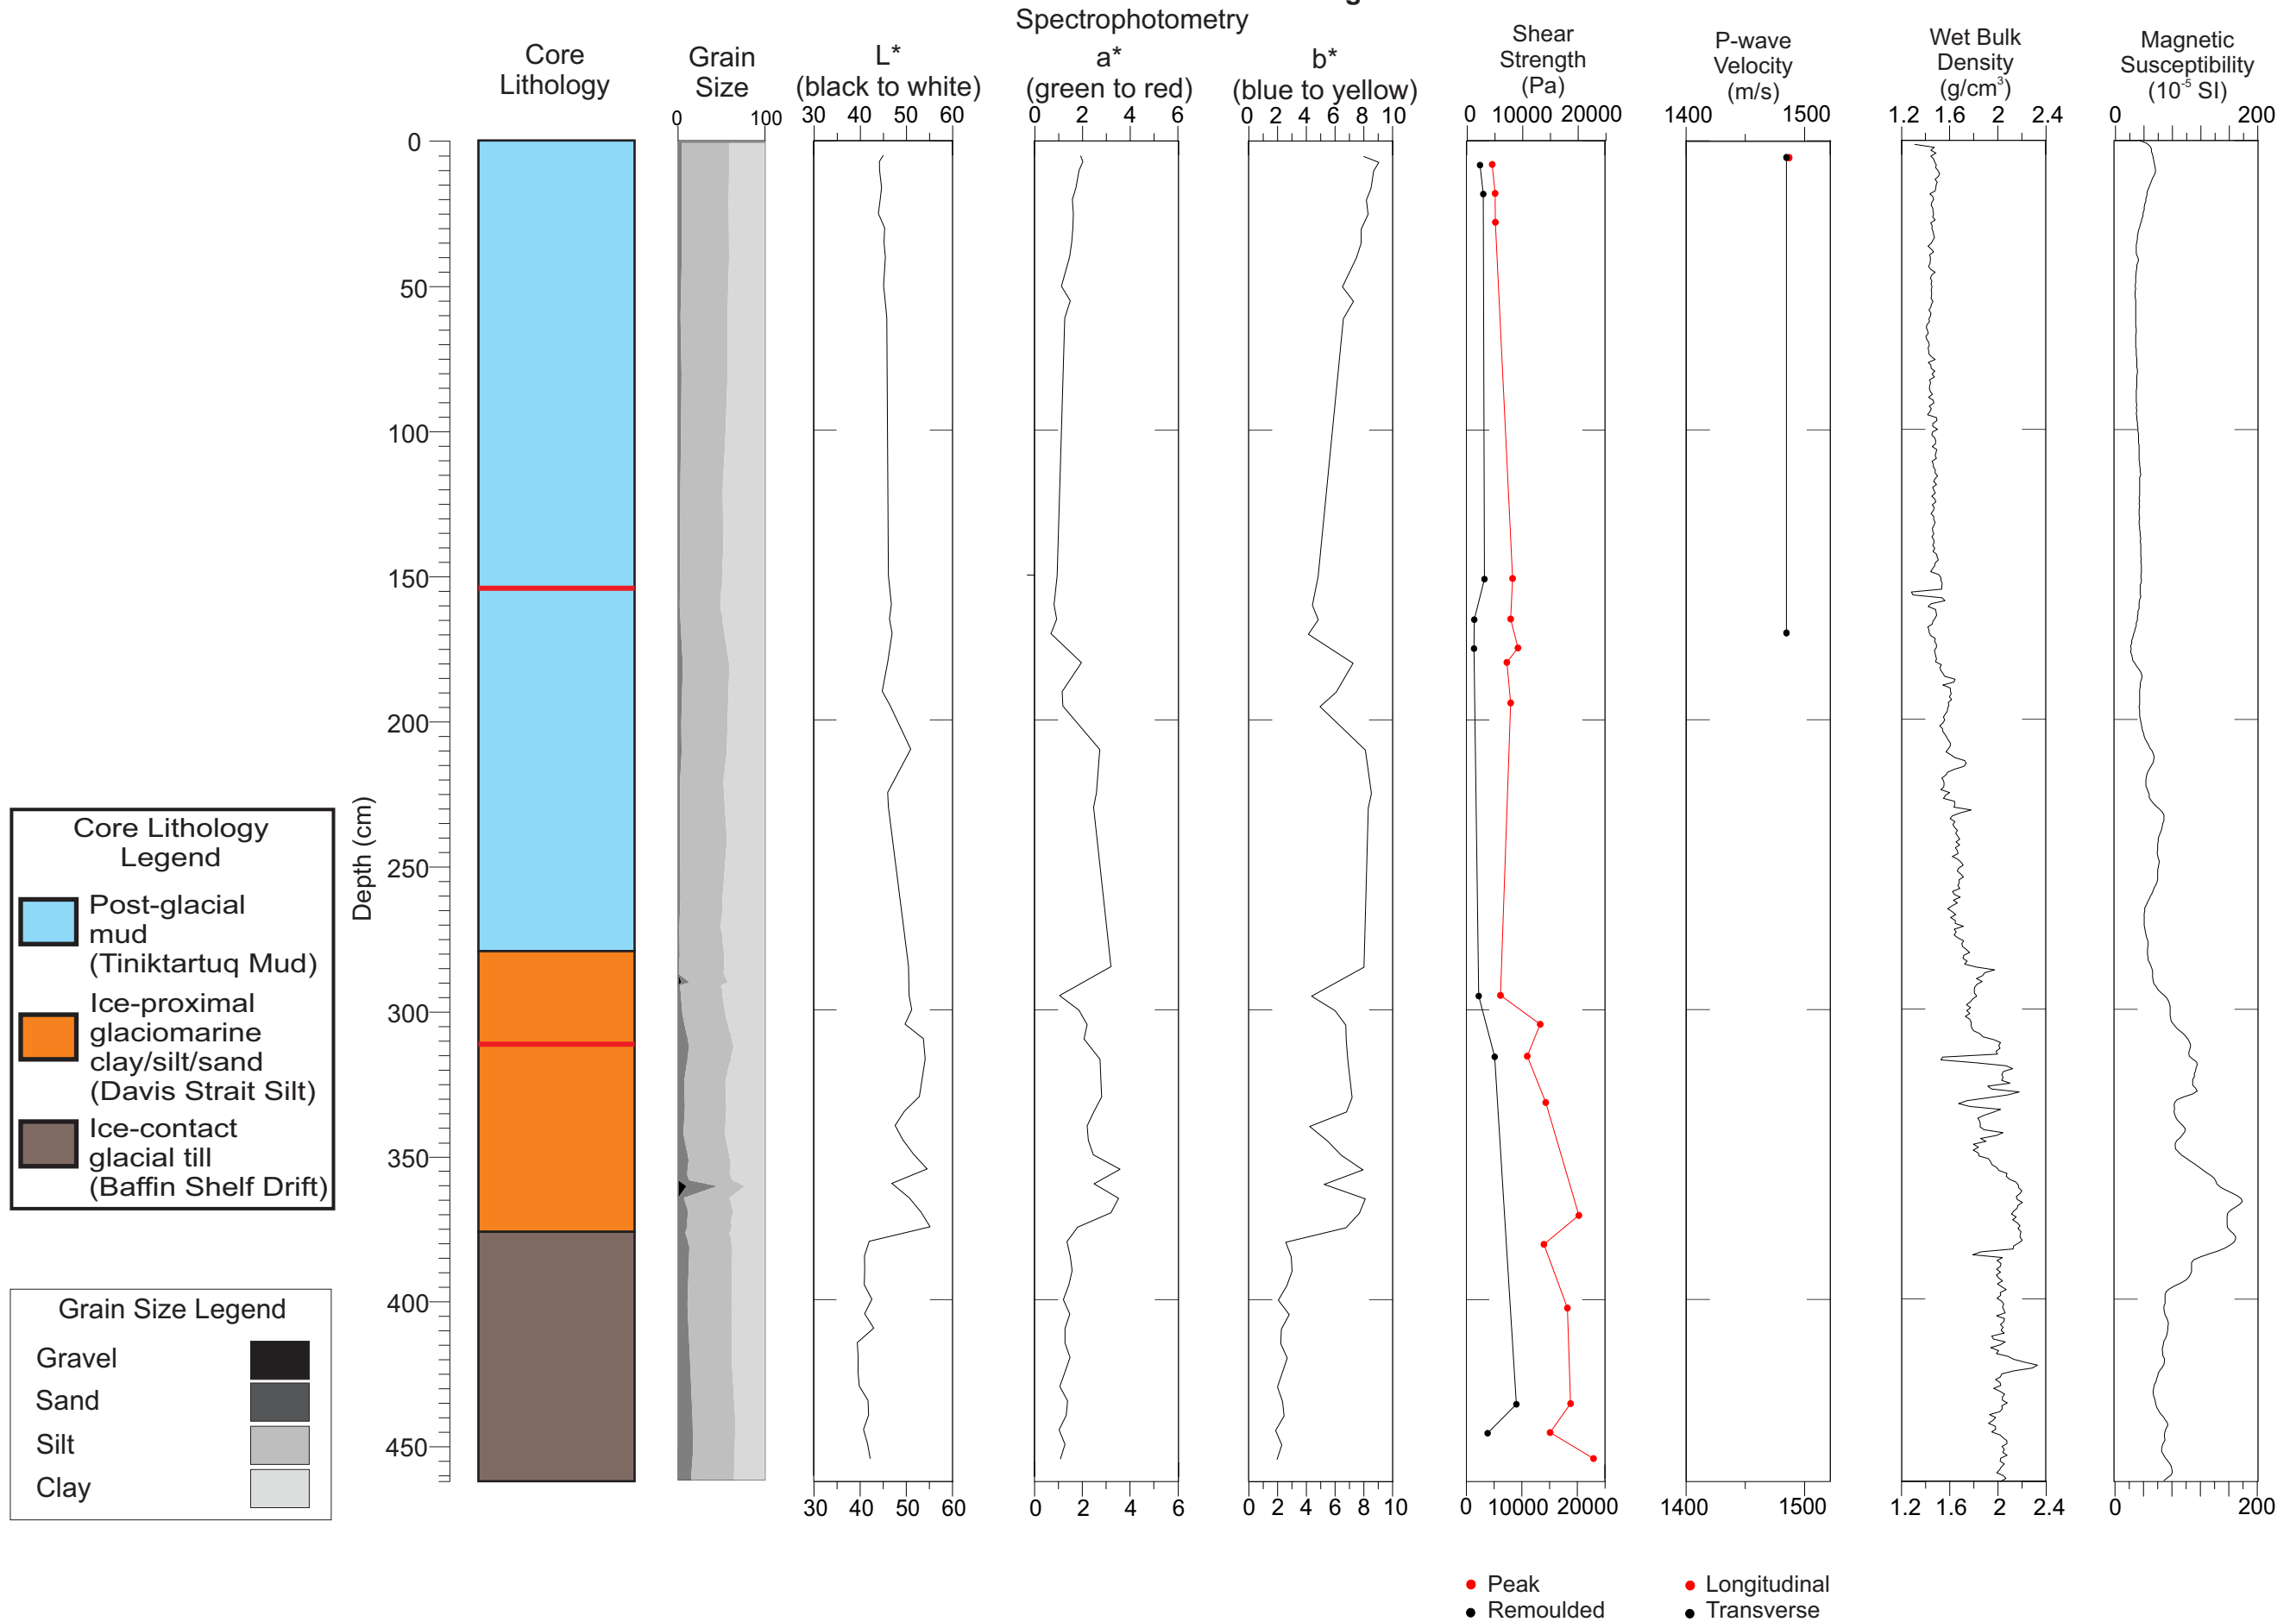 Spectrophotometry
Core
Lithology
Grain
Size
L*
(black to white)
a*
(green to red)
b*
(blue to yellow)
Shear
Strength
(Pa)
P-wave
Velocity
(m/s)
Wet Bulk
Density
(g/cm³)
Magnetic
Susceptibility
(10⁻⁵ SI)
0 100
30 40 50 60
0 2 4 6
0 2 4 6 8 10
0 10000 20000
1400 1500
1.2 1.6 2 2.4
0 200
Depth (cm)
0
50
100
150
200
250
300
350
400
450
Core Lithology
Legend
Post-glacial
mud
(Tiniktartuq Mud)
Ice-proximal
glaciomarine
clay/silt/sand
(Davis Strait Silt)
Ice-contact
glacial till
(Baffin Shelf Drift)
Grain Size Legend
Gravel
Sand
Silt
Clay
30 40 50 60
0 2 4 6
0 2 4 6 8 10
0 10000 20000
1400 1500
1.2 1.6 2 2.4
0 200
Peak
Remoulded
Longitudinal
Transverse